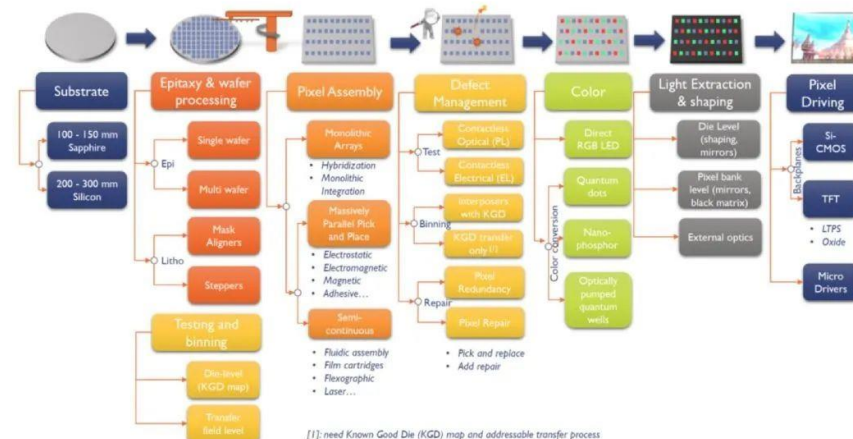 Substrate
100 - 150 mm
Sapphire
200 - 300 mm
Silicon
Epitaxy & wafer
processing
Single wafer
Epi
Multi wafer
Mask
Aligners
Litho
Steppers
Testing and
binning
Die-level
(KGD map)
Transfer
field level
Pixel Assembly
Monolithic
Arrays
• Hybridization
• Monolithic
Integration
Massively
Parallel Pick
and Place
• Electrostatic
• Electromagnetic
• Magnetic
• Adhesive…
Semi-
continuous
• Fluidic assembly
• Film cartridges
• Flexographic
• Laser…
Defect
Management
Contactless
Optical (PL)
Test
Contactless
Electrical (EL)
Interposers
with KGD
Binning
KGD (transfer
only [1])
Pixel
Redundancy
Repair
Pixel Repair
• Pick and replace
• Add repair
Color
Direct
RGB LED
Quantum
dots
Color conversion
Nano-
phosphor
Optically
pumped
quantum
wells
Light Extraction
& shaping
Die Level
(shaping,
mirrors)
Pixel bank
level (mirrors,
black matrix)
External optics
Pixel
Driving
Si-
CMOS
Backplanes
TFT
• LTPS
• Oxide
Micro
Drivers
[1]: need Known Good Die (KGD) map and addressable transfer process